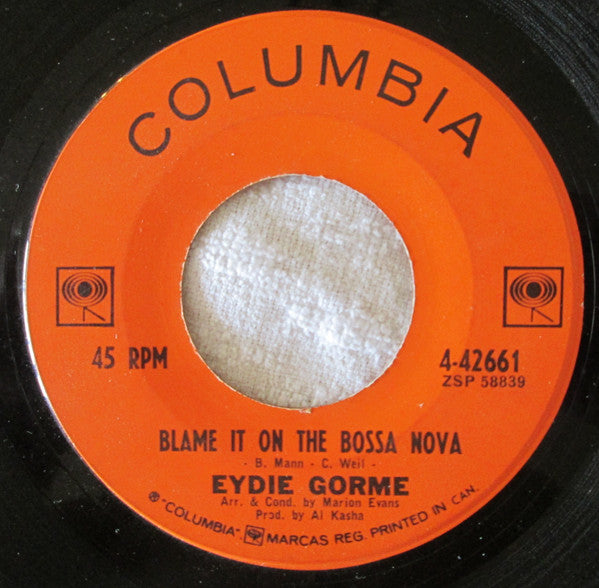 COLUMBIA
45 RPM
4-42661
ZSP 58839
BLAME IT ON THE BOSSA NOVA
- B. Mann - C. Weil -
EYDIE GORME
Arr. & Cond. by Marion Evans
Prod. by Al Kasha
® "COLUMBIA", MARCAS REG. PRINTED IN CAN.